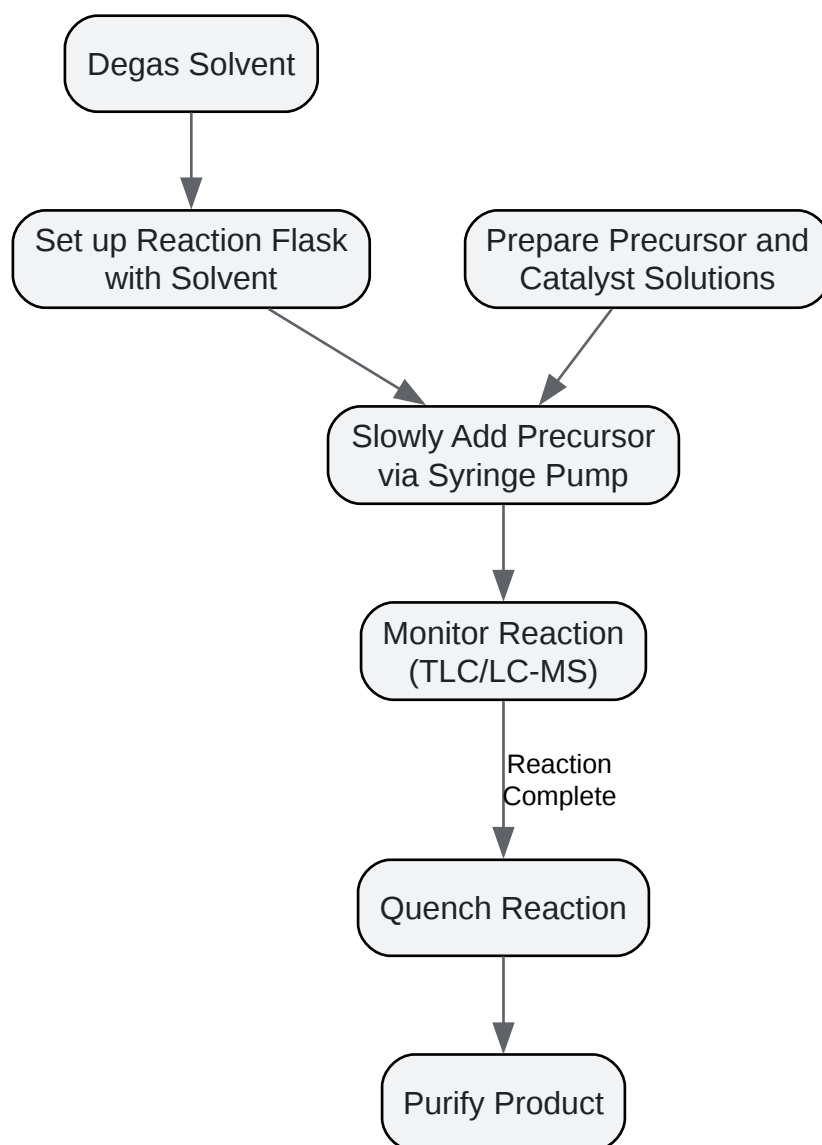 Degas Solvent
Set up Reaction Flask
with Solvent
Prepare Precursor and
Catalyst Solutions
Slowly Add Precursor
via Syringe Pump
Monitor Reaction
(TLC/LC-MS)
Reaction
Complete
Quench Reaction
Purify Product